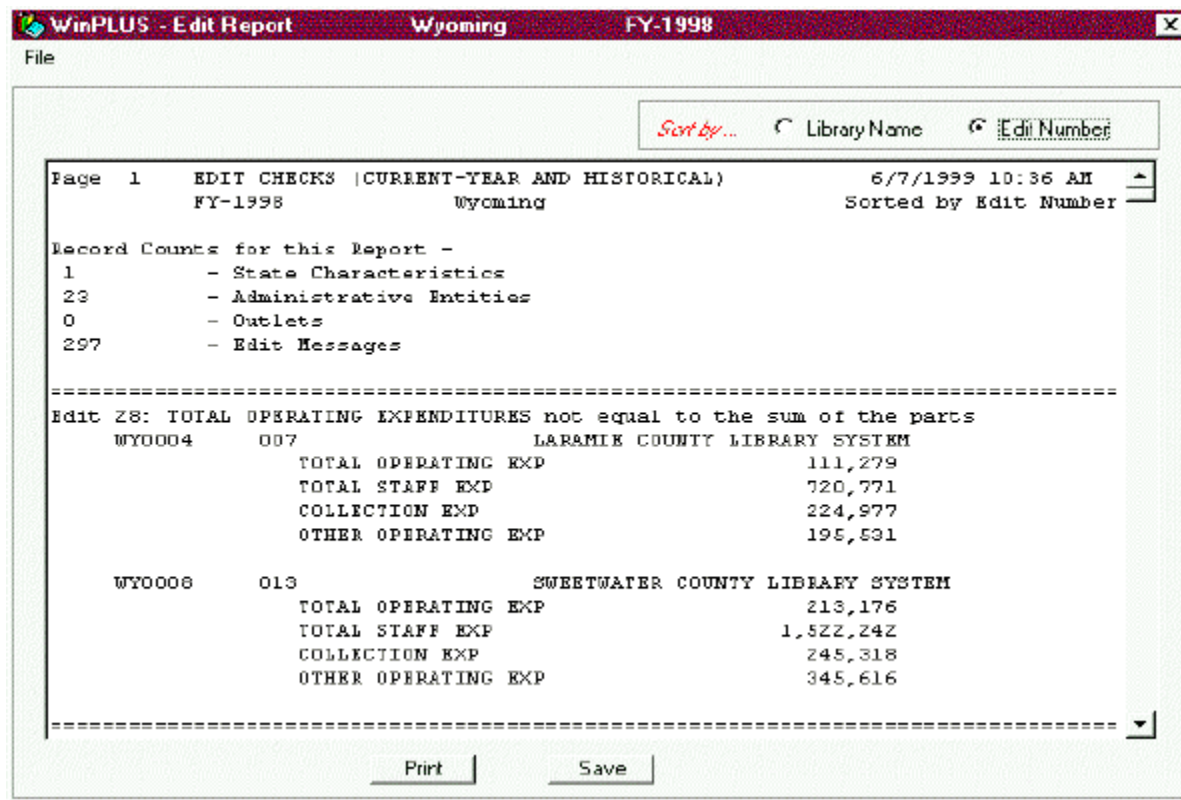 WinPLUS - Edit Report Wyoming FY-1998
File
Sort by... Library Name Edit Number
Page 1 EDIT CHECKS (CURRENT-YEAR AND HISTORICAL) 6/7/1999 10:36 AM
FY-1998 Wyoming Sorted by Edit Number
Record Counts for this Report -
1 - State Characteristics
23 - Administrative Entities
0 - Outlets
297 - Edit Messages
Edit 28: TOTAL OPERATING EXPENDITURES not equal to the sum of the parts
WY0004 007 LARAMIE COUNTY LIBRARY SYSTEM
TOTAL OPERATING EXP 111,279
TOTAL STAFF EXP 720,771
COLLECTION EXP 224,977
OTHER OPERATING EXP 195,531
WY0008 013 SWEETWATER COUNTY LIBRARY SYSTEM
TOTAL OPERATING EXP 213,176
TOTAL STAFF EXP 1,522,242
COLLECTION EXP 245,318
OTHER OPERATING EXP 345,616
Print Save